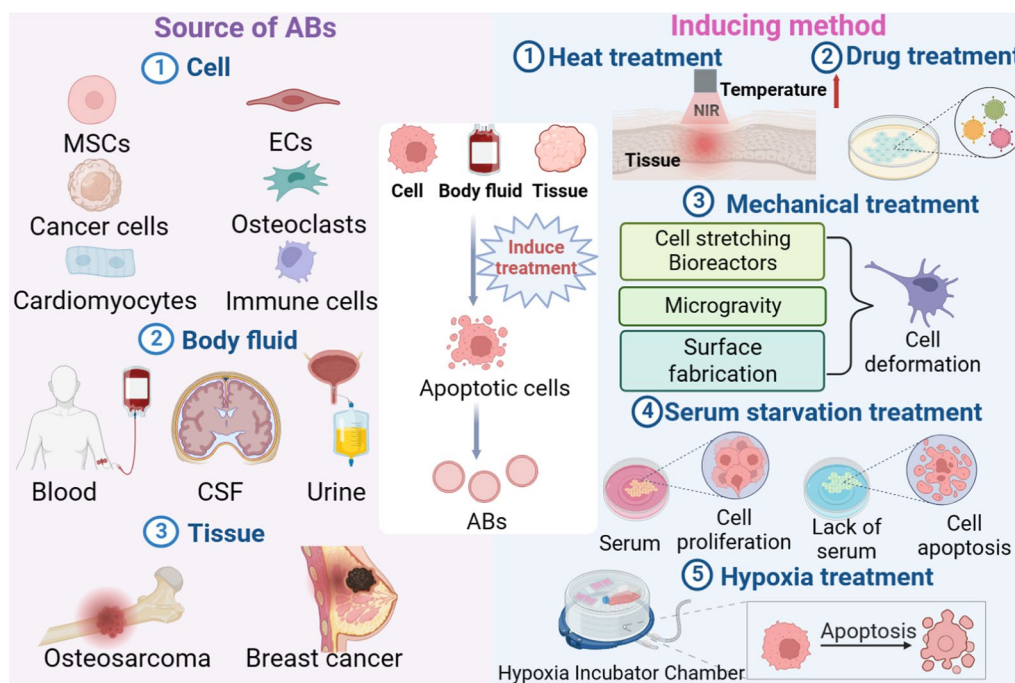 Source of ABs
1 Cell
MSCs
ECs
Cancer cells
Osteoclasts
Cardiomyocytes
Immune cells
2 Body fluid
Blood
CSF
Urine
3 Tissue
Osteosarcoma
Breast cancer
Cell
Body fluid
Tissue
Induce
treatment
Apoptotic cells
ABs
Inducing method
1 Heat treatment
NIR
Temperature
Tissue
2 Drug treatment
3 Mechanical treatment
Cell stretching
Bioreactors
Microgravity
Surface
fabrication
Cell
deformation
4 Serum starvation treatment
Serum
Cell
proliferation
Lack of
serum
Cell
apoptosis
5 Hypoxia treatment
Hypoxia Incubator Chamber
Apoptosis